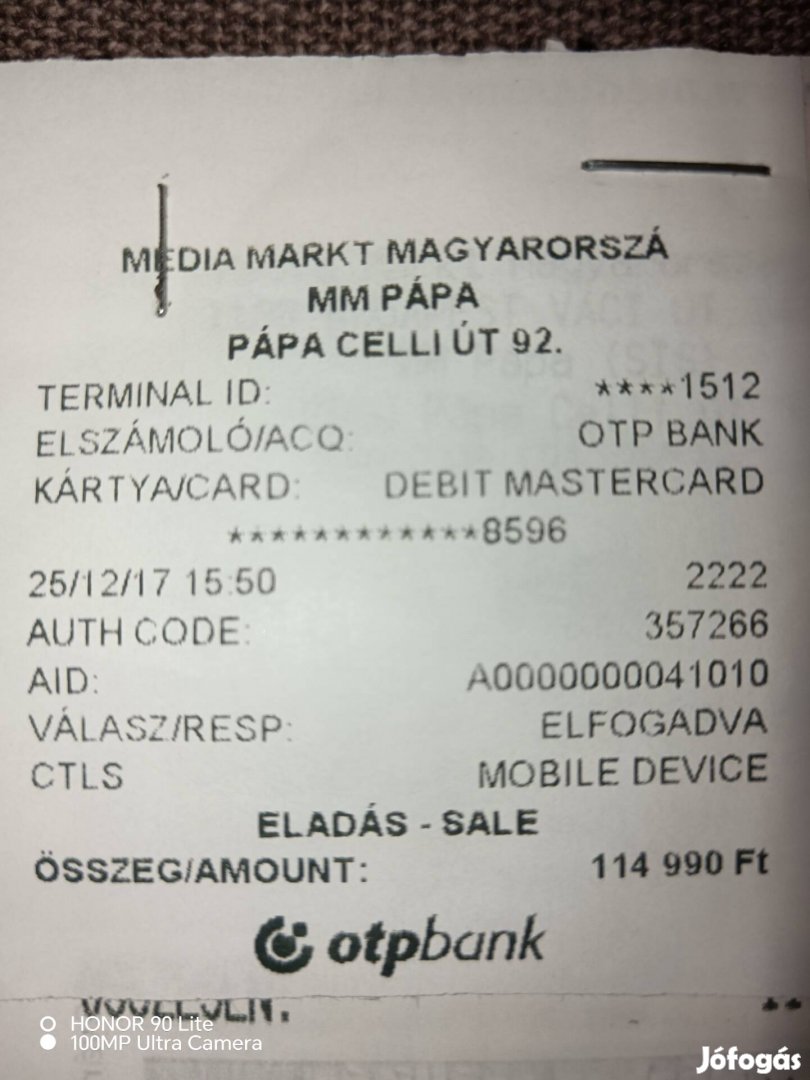 MEDIA MARKT MAGYARORSZÁ
MM PÁPA
PÁPA CELLI ÚT 92.
TERMINAL ID: ****1512
ELSZÁMOLÓ/ACQ: OTP BANK
KÁRTYA/CARD: DEBIT MASTERCARD
************8596
25/12/17 15:50 2222
AUTH CODE: 357266
AID: A0000000041010
VÁLASZ/RESP: ELFOGADVA
CTLS MOBILE DEVICE
ELADÁS - SALE
ÖSSZEG/AMOUNT: 114 990 Ft
otpbank
HONOR 90 Lite
100MP Ultra Camera
Jófogás